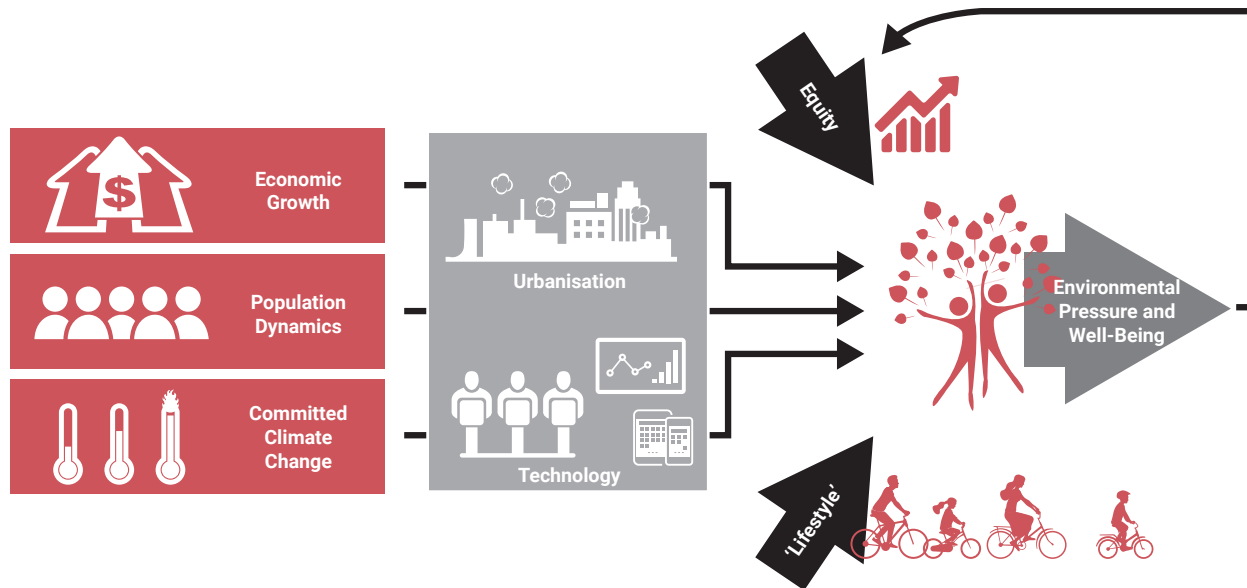 Equity
Economic
Growth
$
Urbanisation
Population
Dynamics
Environmental
Pressure and
Well-Being
Committed
Climate
Change
Technology
‘Lifestyle’